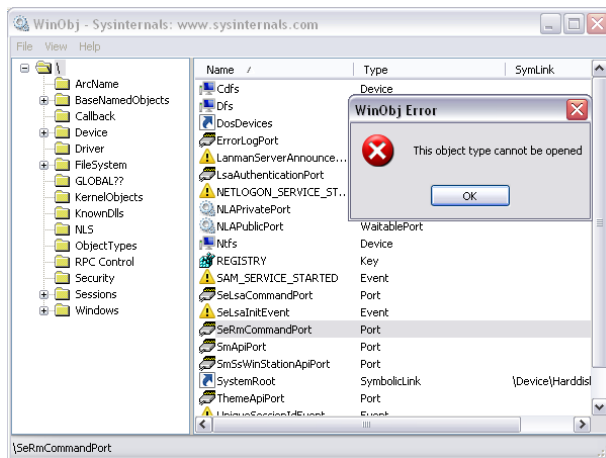 WinObj - Sysinternals: www.sysinternals.com
File View Help
\
ArcName
BaseNamedObjects
Callback
Device
Driver
FileSystem
GLOBAL??
KernelObjects
KnownDlls
NLS
ObjectTypes
RPC Control
Security
Sessions
Windows
Name / Type SymLink
Cdfs Device
Dfs
DosDevices
ErrorLogPort
LanmanServerAnnounce...
LsaAuthenticationPort
NETLOGON_SERVICE_ST...
NLAPrivatePort
NLAPublicPort WaitablePort
Ntfs Device
REGISTRY Key
SAM_SERVICE_STARTED Event
SeLsaCommandPort Port
SeLsaInitEvent Event
SeRmCommandPort Port
SmApiPort Port
SmSsWinStationApiPort Port
SystemRoot SymbolicLink \Device\Harddisl
ThemeApiPort Port
UniqueSessionIdEvent Event
WinObj Error
This object type cannot be opened
OK
\SeRmCommandPort